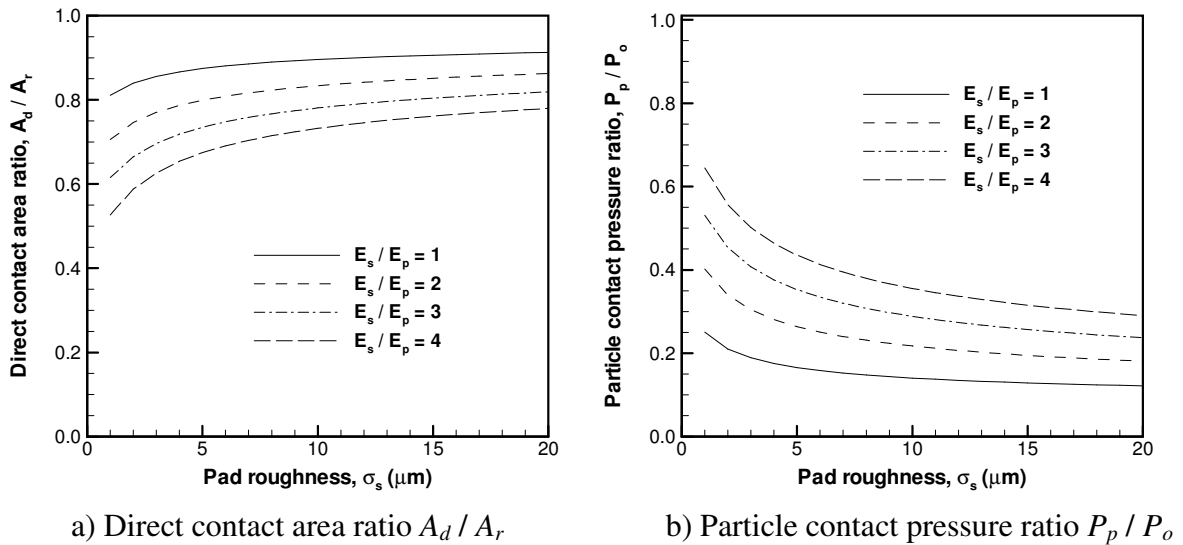 1.0
0.8
0.6
0.4
0.2
0.0
0
5
10
15
20
Direct contact area ratio, A_d / A_r
Pad roughness, σ_s (μm)
E_s / E_p = 1
E_s / E_p = 2
E_s / E_p = 3
E_s / E_p = 4
a) Direct contact area ratio A_d / A_r
1.0
0.8
0.6
0.4
0.2
0.0
0
5
10
15
20
Particle contact pressure ratio, P_p / P_o
Pad roughness, σ_s (μm)
E_s / E_p = 1
E_s / E_p = 2
E_s / E_p = 3
E_s / E_p = 4
b) Particle contact pressure ratio P_p / P_o